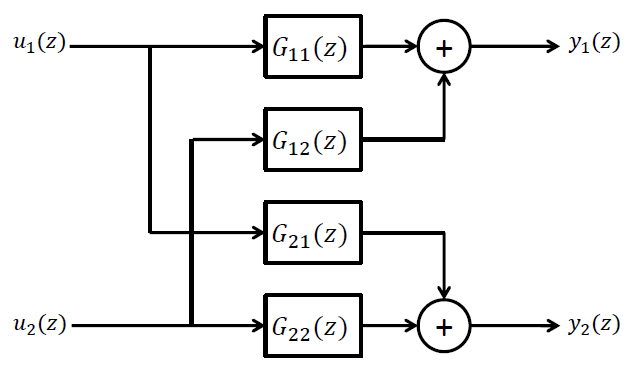 u₁(z) G₁₁(z) + y₁(z)
G₁₂(z)
G₂₁(z)
u₂(z) G₂₂(z) + y₂(z)